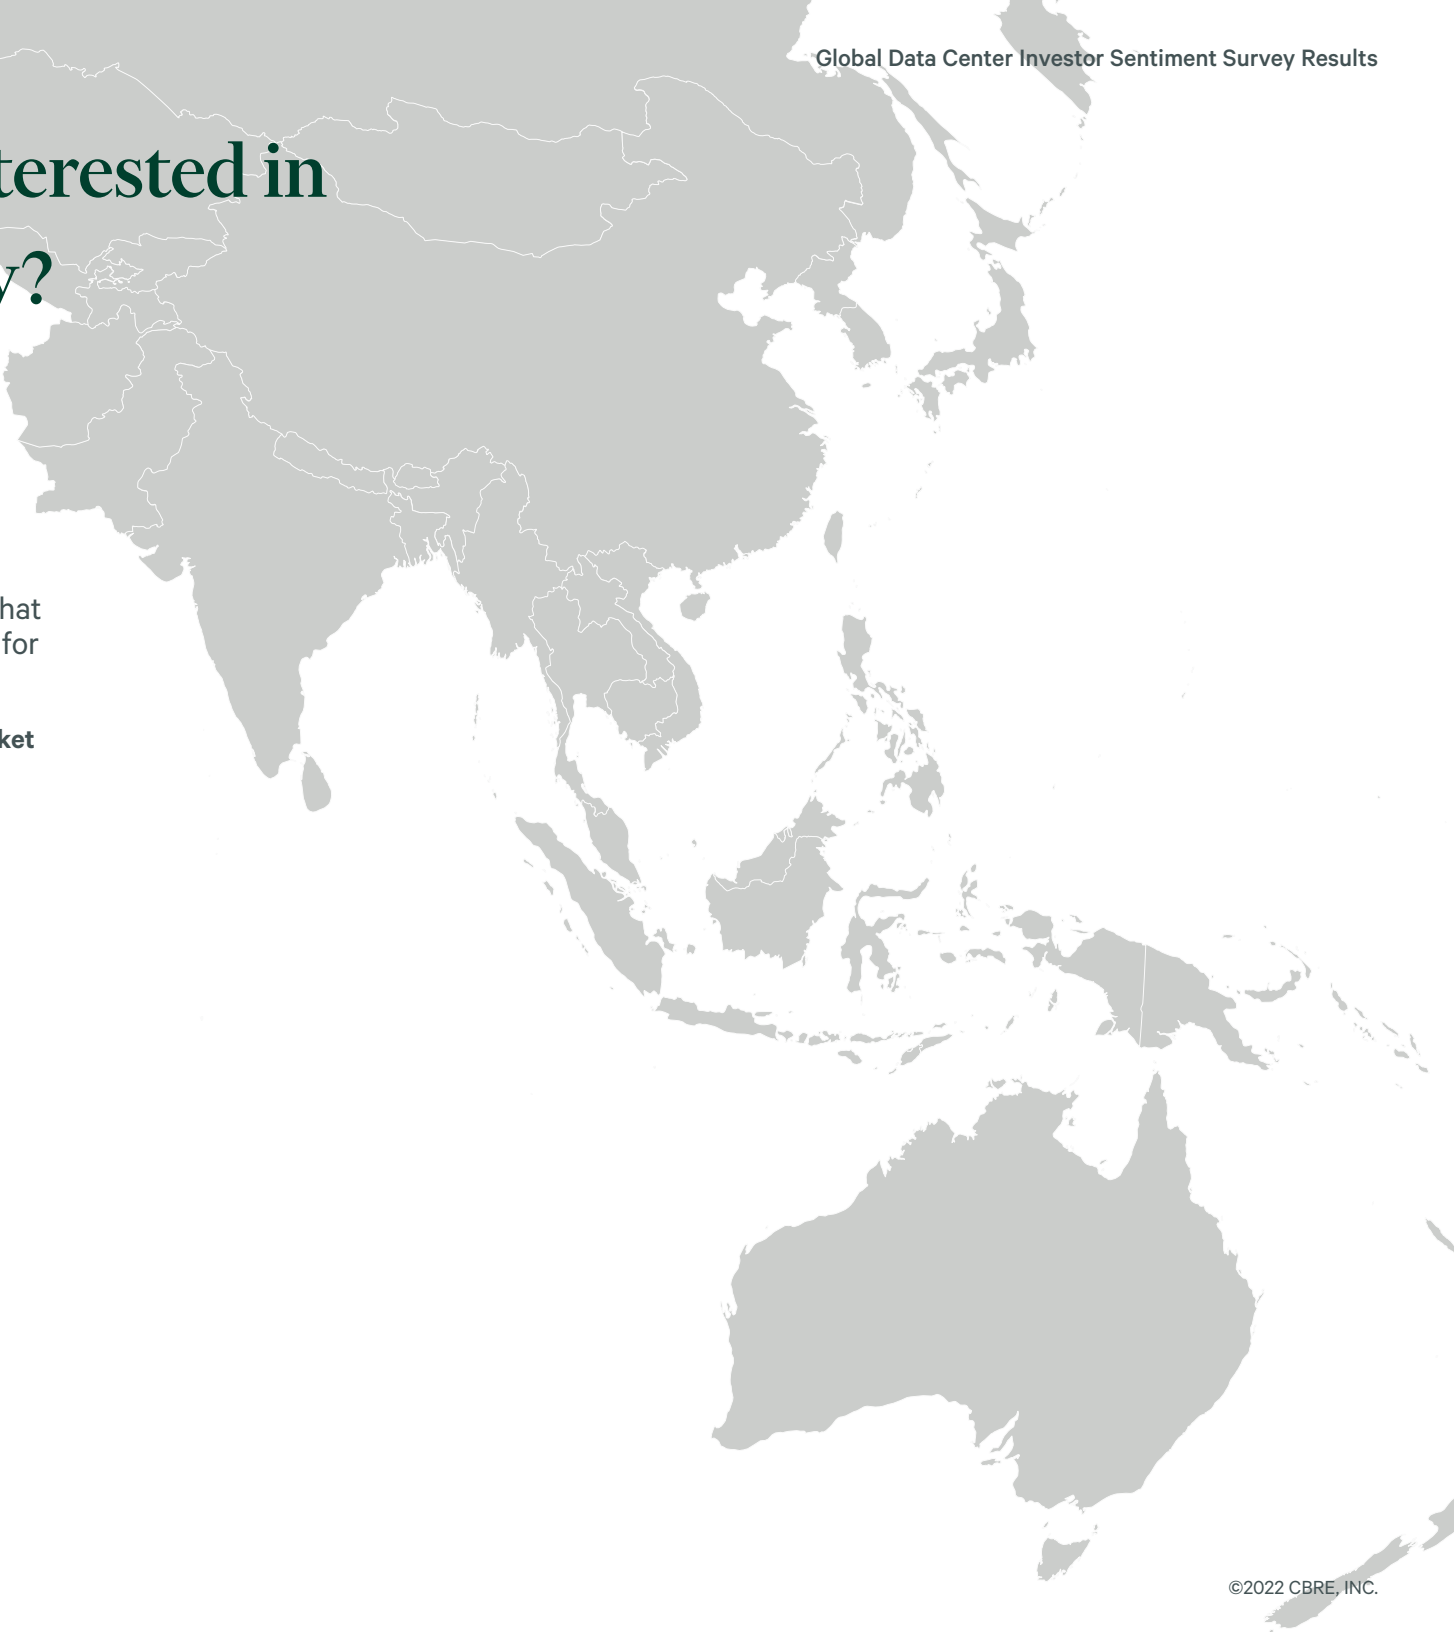 Global Data Center Investor Sentiment Survey Results
terested in
y?
hat
for
ket
©2022 CBRE, INC.